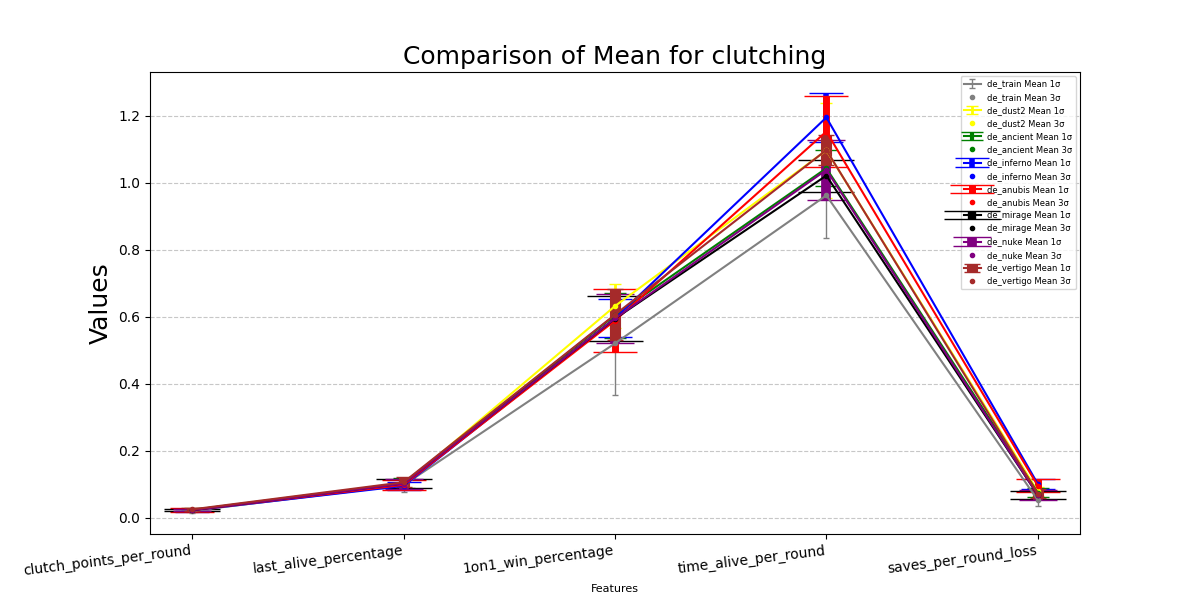 Comparison of Mean for clutching
Values
1.2
1.0
0.8
0.6
0.4
0.2
0.0
de_train Mean 1σ
de_train Mean 3σ
de_dust2 Mean 1σ
de_dust2 Mean 3σ
de_ancient Mean 1σ
de_ancient Mean 3σ
de_inferno Mean 1σ
de_inferno Mean 3σ
de_anubis Mean 1σ
de_anubis Mean 3σ
de_mirage Mean 1σ
de_mirage Mean 3σ
de_nuke Mean 1σ
de_nuke Mean 3σ
de_vertigo Mean 1σ
de_vertigo Mean 3σ
clutch_points_per_round
last_alive_percentage
1on1_win_percentage
time_alive_per_round
saves_per_round_loss
Features